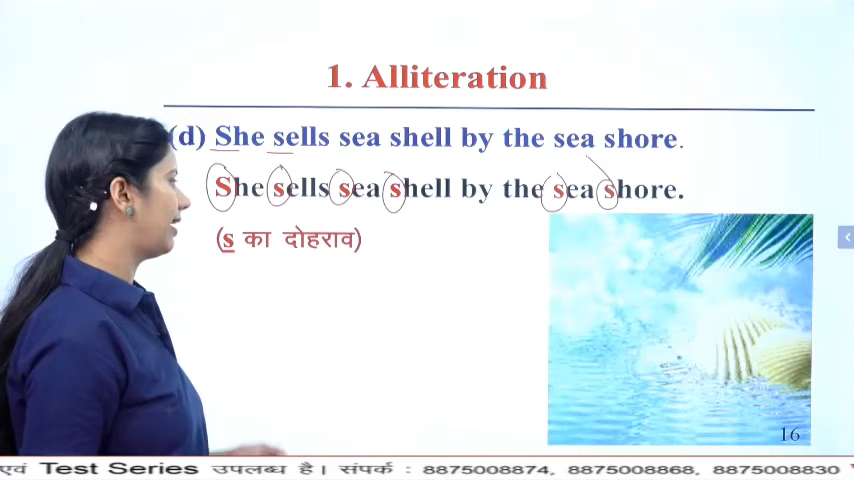 1. Alliteration
(d) She sells sea shell by the sea shore.
She sells sea shell by the sea shore.
(s का दोहराव)
16
एवं Test Series उपलब्ध है। संपर्क : 8875008874, 8875008868, 8875008830